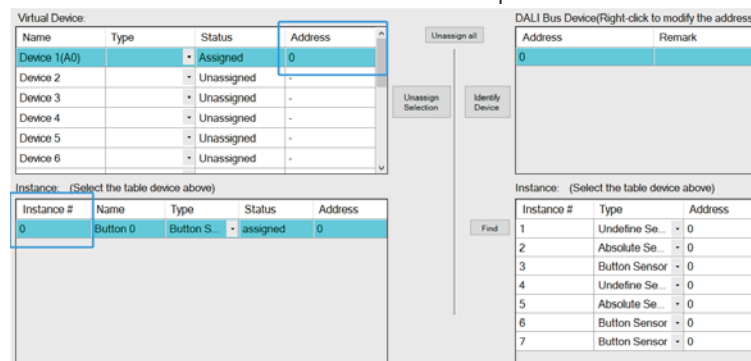 Virtual Device:
Name Type Status Address
Device 1(A0) Assigned 0
Device 2 Unassigned -
Device 3 Unassigned -
Device 4 Unassigned -
Device 5 Unassigned -
Device 6 Unassigned -
Unassign all
Unassign
Selection
Identify
Device
DALI Bus Device(Right-click to modify the address
Address Remark
0
Instance: (Select the table device above)
Instance # Name Type Status Address
0 Button 0 Button S... assigned 0
Find
Instance: (Select the table device above)
Instance # Type Address
1 Undefine Se... 0
2 Absolute Se... 0
3 Button Sensor 0
4 Undefine Se... 0
5 Absolute Se... 0
6 Button Sensor 0
7 Button Sensor 0